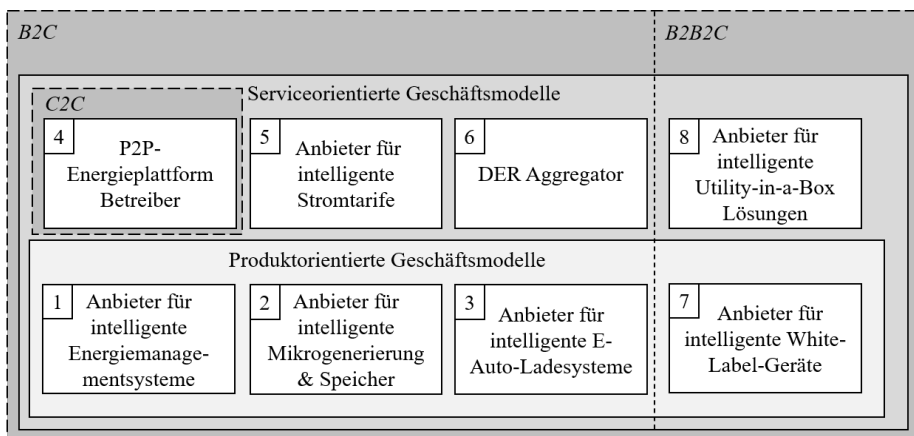 B2C
B2B2C
Serviceorientierte Geschäftsmodelle
C2C
4
P2P-
Energieplattform
Betreiber
5
Anbieter für
intelligente
Stromtarife
6
DER Aggregator
8
Anbieter für
intelligente
Utility-in-a-Box
Lösungen
Produktorientierte Geschäftsmodelle
1
Anbieter für
intelligente
Energiemanage-
mentsysteme
2
Anbieter für
intelligente
Mikrogenerierung
& Speicher
3
Anbieter für
intelligente E-
Auto-Ladesysteme
7
Anbieter für
intelligente White-
Label-Geräte